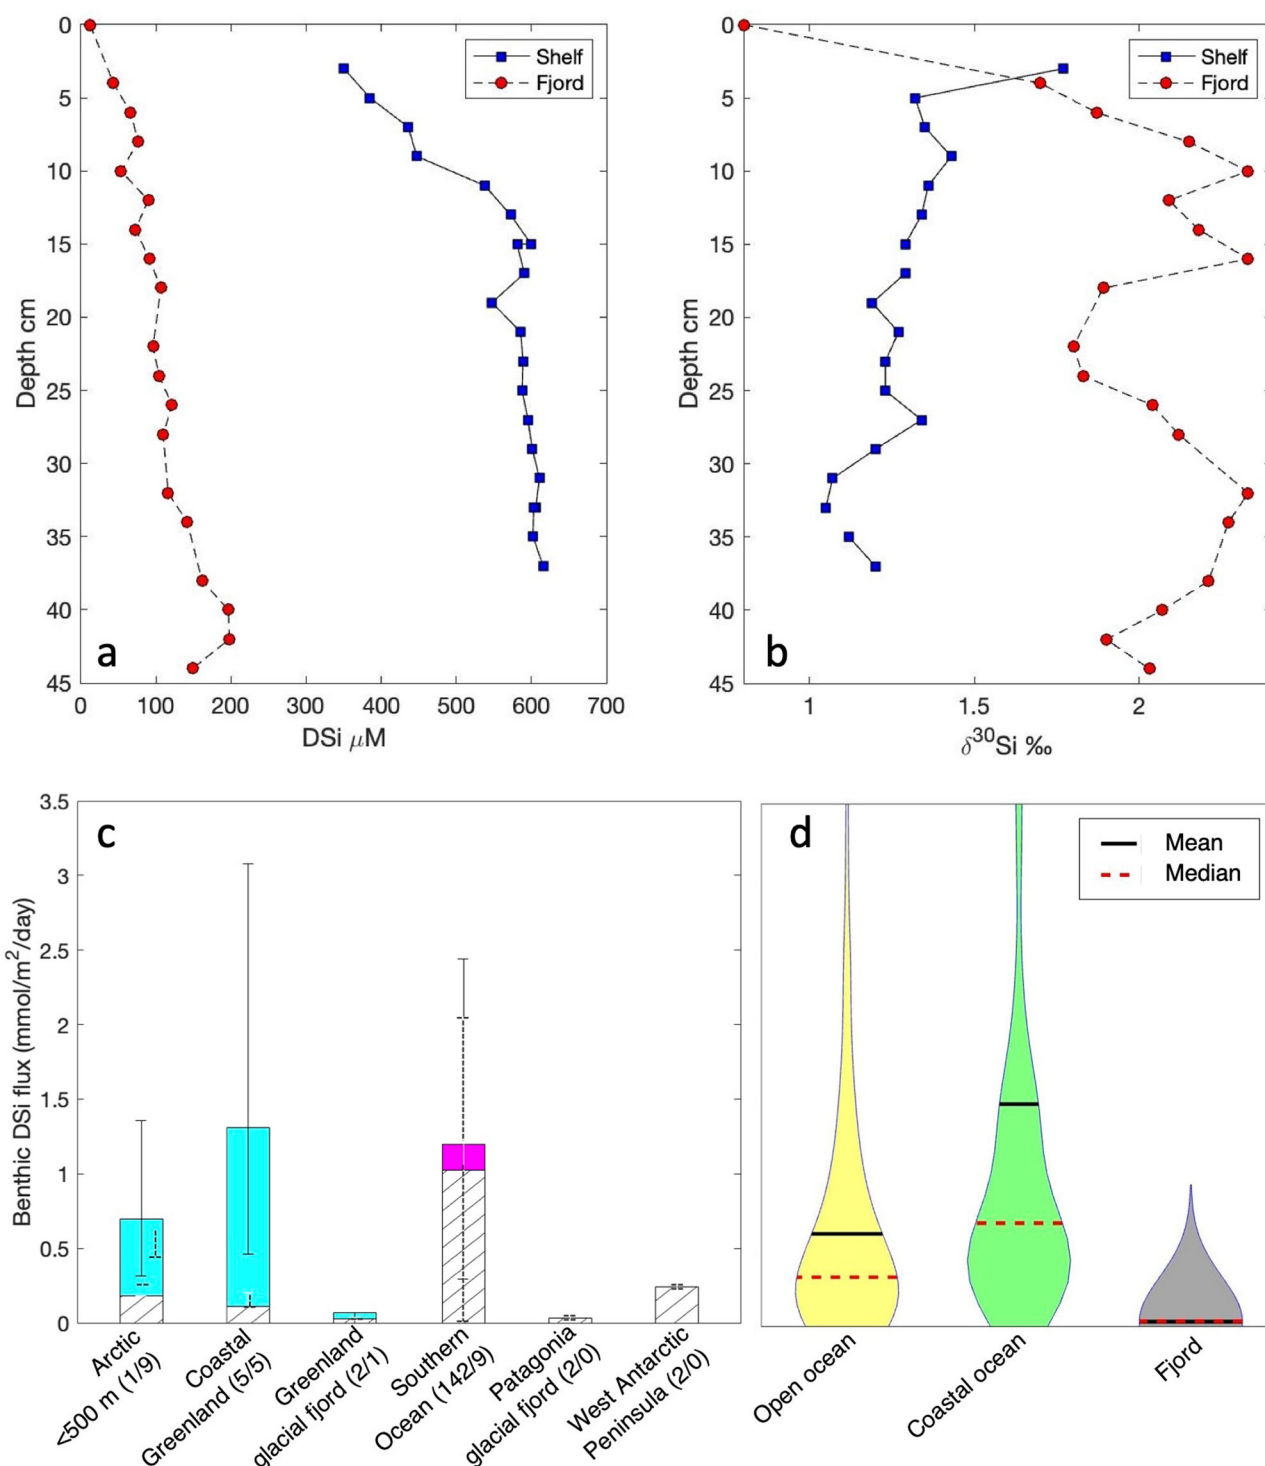 0
5
10
15
20
25
30
35
40
45
Depth cm
0
100
200
300
400
500
600
700
DSi μM
Shelf
Fjord
a
0
5
10
15
20
25
30
35
40
45
Depth cm
1
1.5
2
δ³⁰Si ‰
Shelf
Fjord
b
3.5
3
2.5
2
1.5
1
0.5
0
Benthic DSi flux (mmol/m²/day)
c
Arctic
<500 m (1/9)
Coastal
Greenland (5/5)
Greenland
glacial fjord (2/1)
Southern
Ocean (142/9)
Patagonia
glacial fjord (2/0)
West Antarctic
Peninsula (2/0)
d
Mean
Median
Open ocean
Coastal ocean
Fjord